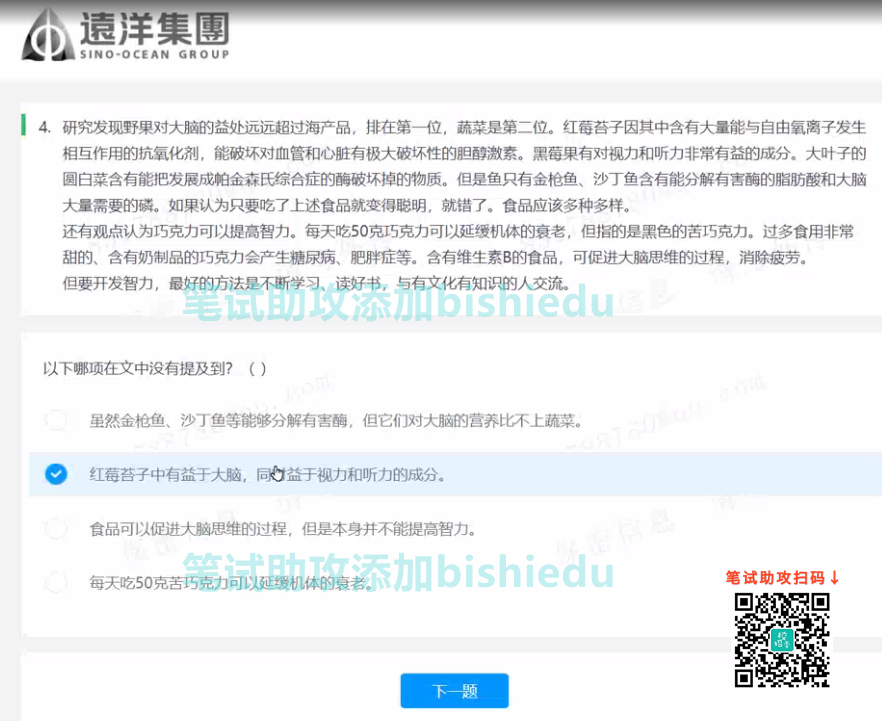 遠洋集團
SINO-OCEAN GROUP
4. 研究发现野果对大脑的益处远远超过海产品，排在第一位，蔬菜是第二位。红莓苔子因其中含有大量能与自由氧离子发生
相互作用的抗氧化剂，能破坏对血管和心脏有极大破坏性的胆醇激素。黑莓果有对视力和听力非常有益的成分。大叶子的
圆白菜含有能把发展成帕金森氏综合症的酶破坏掉的物质。但是鱼只有金枪鱼、沙丁鱼含有能分解有害酶的脂肪酸和大脑
大量需要的磷。如果认为只要吃了上述食品就变得聪明，就错了。食品应该多种多样。
还有观点认为巧克力可以提高智力。每天吃50克巧克力可以延缓机体的衰老，但指的是黑色的苦巧克力。过多食用非常
甜的、含有奶制品的巧克力会产生糖尿病、肥胖症等。含有维生素B的食品，可促进大脑思维的过程，消除疲劳。
但要开发智力，最好的方法是不断学习、读好书，与有文化有知识的人交流。
笔试助攻添加bishiedu
以下哪项在文中没有提及到？（ ）
虽然金枪鱼、沙丁鱼等能够分解有害酶，但它们对大脑的营养比不上蔬菜。
红莓苔子中有益于大脑，同时益于视力和听力的成分。
食品可以促进大脑思维的过程，但是本身并不能提高智力。
笔试助攻添加bishiedu
每天吃50克苦巧克力可以延缓机体的衰老。
笔试助攻扫码↓
下一题